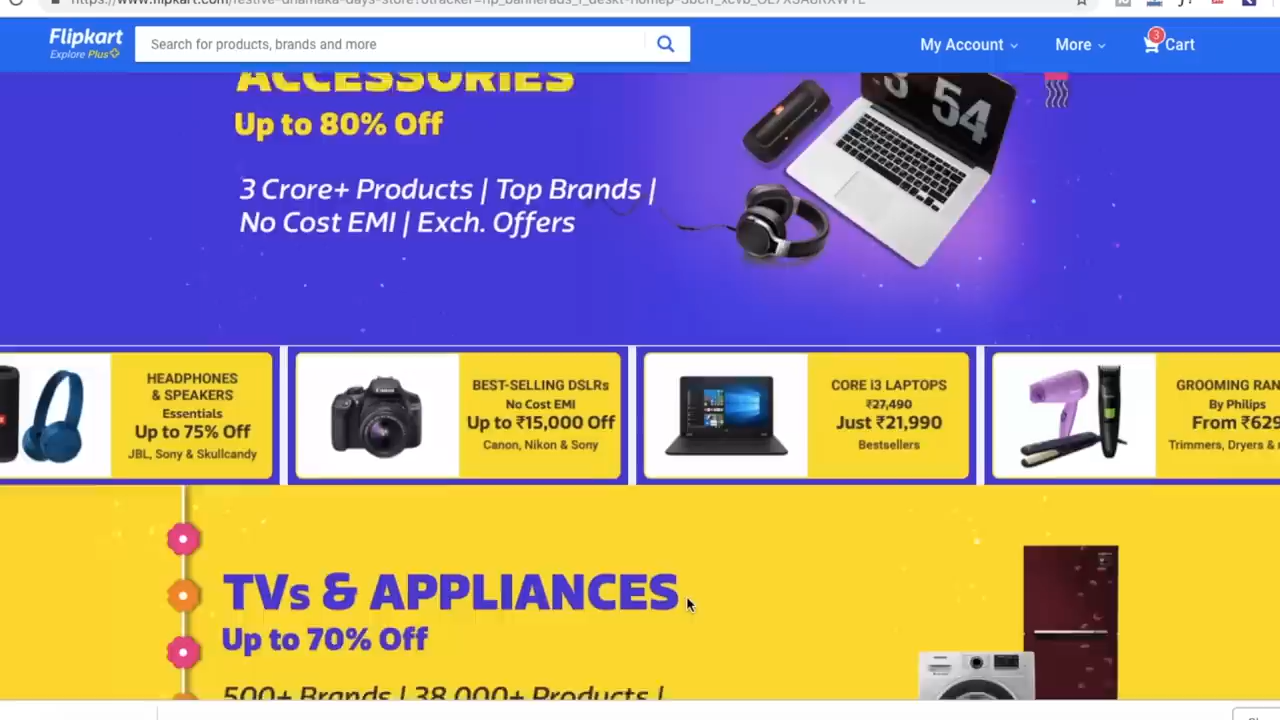 Flipkart
Explore Plus
Search for products, brands and more
My Account
More
3
Cart
ACCESSORIES
Up to 80% Off
3 Crore+ Products | Top Brands |
No Cost EMI | Exch. Offers
3 54
HEADPHONES
& SPEAKERS
Essentials
Up to 75% Off
JBL, Sony & Skullcandy
BEST-SELLING DSLRs
No Cost EMI
Up to ₹15,000 Off
Canon, Nikon & Sony
CORE i3 LAPTOPS
₹27,490
Just ₹21,990
Bestsellers
GROOMING RAN
By Philips
From ₹629
Trimmers, Dryers &
TVs & APPLIANCES
Up to 70% Off
500+ Brands | 38,000+ Products |